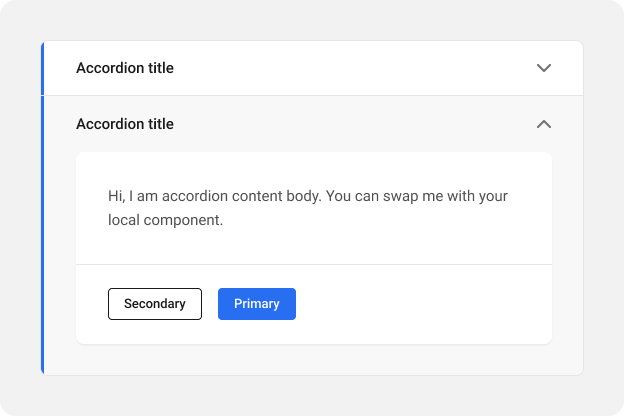 Accordion title
Accordion title
Hi, I am accordion content body. You can swap me with your
local component.
Secondary
Primary